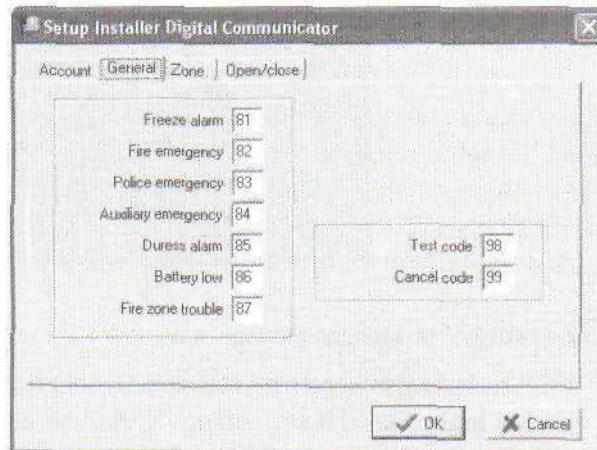 Setup Installer Digital Communicator
Account General Zone Open/close
Freeze alarm 81
Fire emergency 82
Police emergency 83
Auxiliary emergency 84
Duress alarm 85
Battery low 86
Fire zone trouble 87
Test code 98
Cancel code 99
OK Cancel